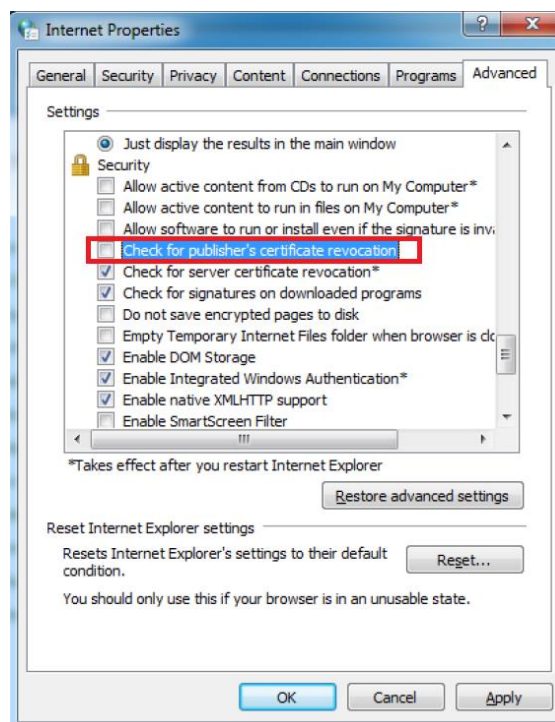 Internet Properties
General Security Privacy Content Connections Programs Advanced
Settings
Just display the results in the main window
Security
Allow active content from CDs to run on My Computer*
Allow active content to run in files on My Computer*
Allow software to run or install even if the signature is inva
Check for publisher's certificate revocation
Check for server certificate revocation*
Check for signatures on downloaded programs
Do not save encrypted pages to disk
Empty Temporary Internet Files folder when browser is clo
Enable DOM Storage
Enable Integrated Windows Authentication*
Enable native XMLHTTP support
Enable SmartScreen Filter
*Takes effect after you restart Internet Explorer
Restore advanced settings
Reset Internet Explorer settings
Resets Internet Explorer's settings to their default
condition.
Reset...
You should only use this if your browser is in an unusable state.
OK Cancel Apply